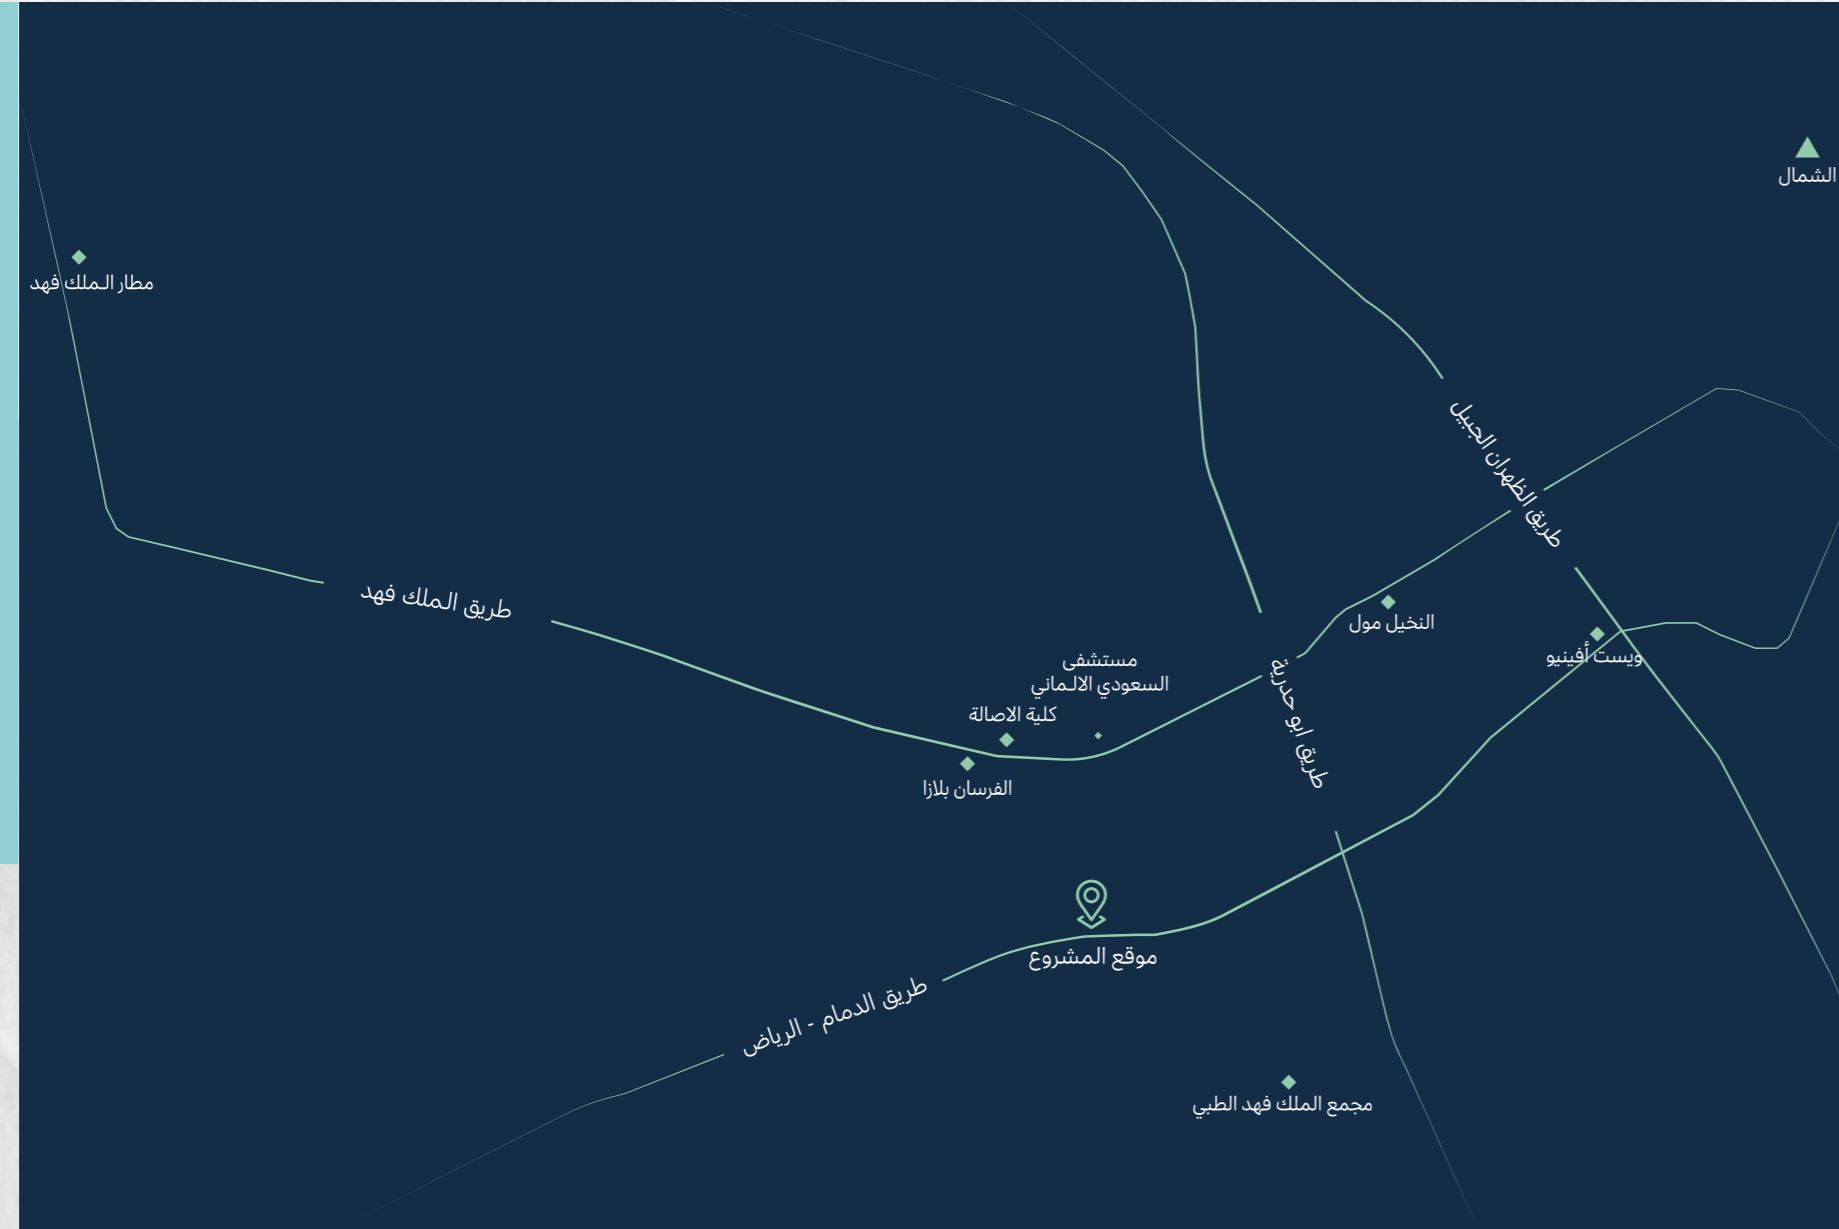 الشمال
مطار الملك فهد
طريق الظهران الجبيل
طريق الملك فهد
النخيل مول
ويست أفينيو
مستشفى
السعودي الالماني
كلية الاصالة
طريق ابو حدرية
الفرسان بلازا
موقع المشروع
طريق الدمام - الرياض
مجمع الملك فهد الطبي